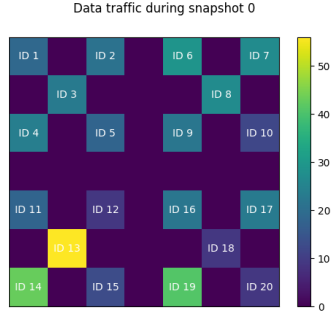 Data traffic during snapshot 0
ID 1 ID 2 ID 6 ID 7
ID 3 ID 8
ID 4 ID 5 ID 9 ID 10
ID 11 ID 12 ID 16 ID 17
ID 13 ID 18
ID 14 ID 15 ID 19 ID 20
50
40
30
20
10
0